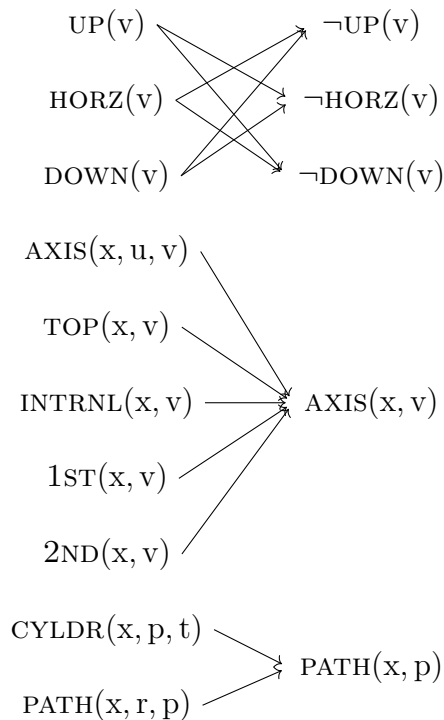 UP(v) ¬UP(v)
HORZ(v) ¬HORZ(v)
DOWN(v) ¬DOWN(v)
AXIS(x, u, v)
TOP(x, v)
INTRNL(x, v) AXIS(x, v)
1ST(x, v)
2ND(x, v)
CYLDR(x, p, t)
PATH(x, p)
PATH(x, r, p)